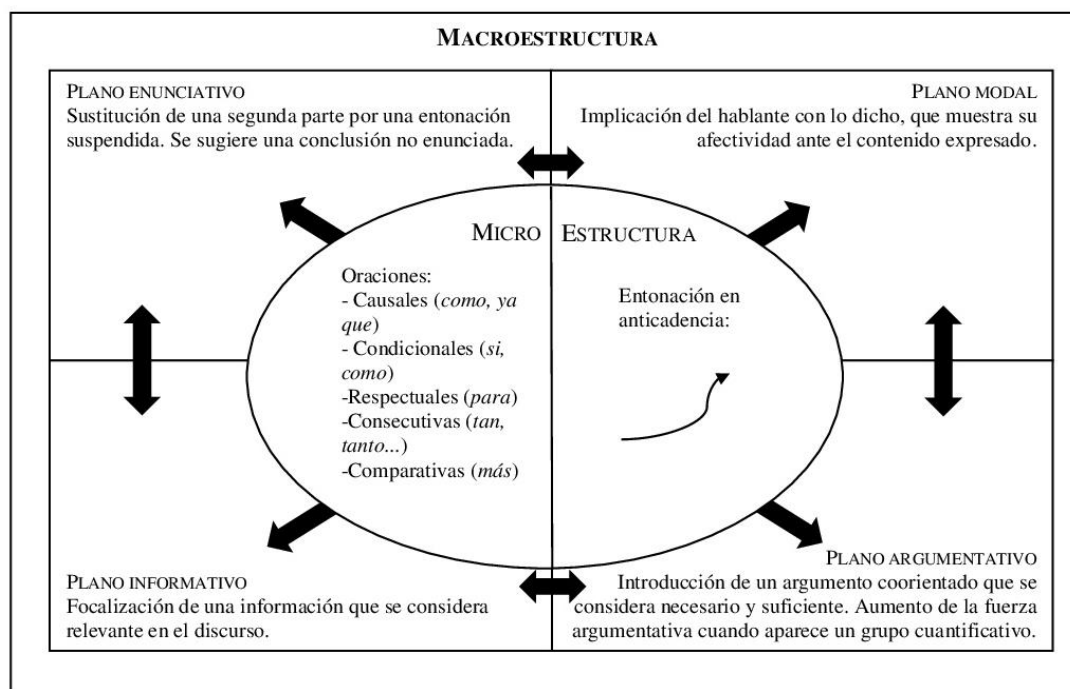 MACROESTRUCTURA
PLANO ENUNCIATIVO
Sustitución de una segunda parte por una entonación
suspendida. Se sugiere una conclusión no enunciada.
PLANO MODAL
Implicación del hablante con lo dicho, que muestra su
afectividad ante el contenido expresado.
MICRO ESTRUCTURA
Oraciones:
- Causales (como, ya
que)
- Condicionales (si,
como)
-Respectuales (para)
-Consecutivas (tan,
tanto...)
-Comparativas (más)
Entonación en
anticadencia:
PLANO INFORMATIVO
Focalización de una información que se considera
relevante en el discurso.
PLANO ARGUMENTATIVO
Introducción de un argumento coorientado que se
considera necesario y suficiente. Aumento de la fuerza
argumentativa cuando aparece un grupo cuantificativo.